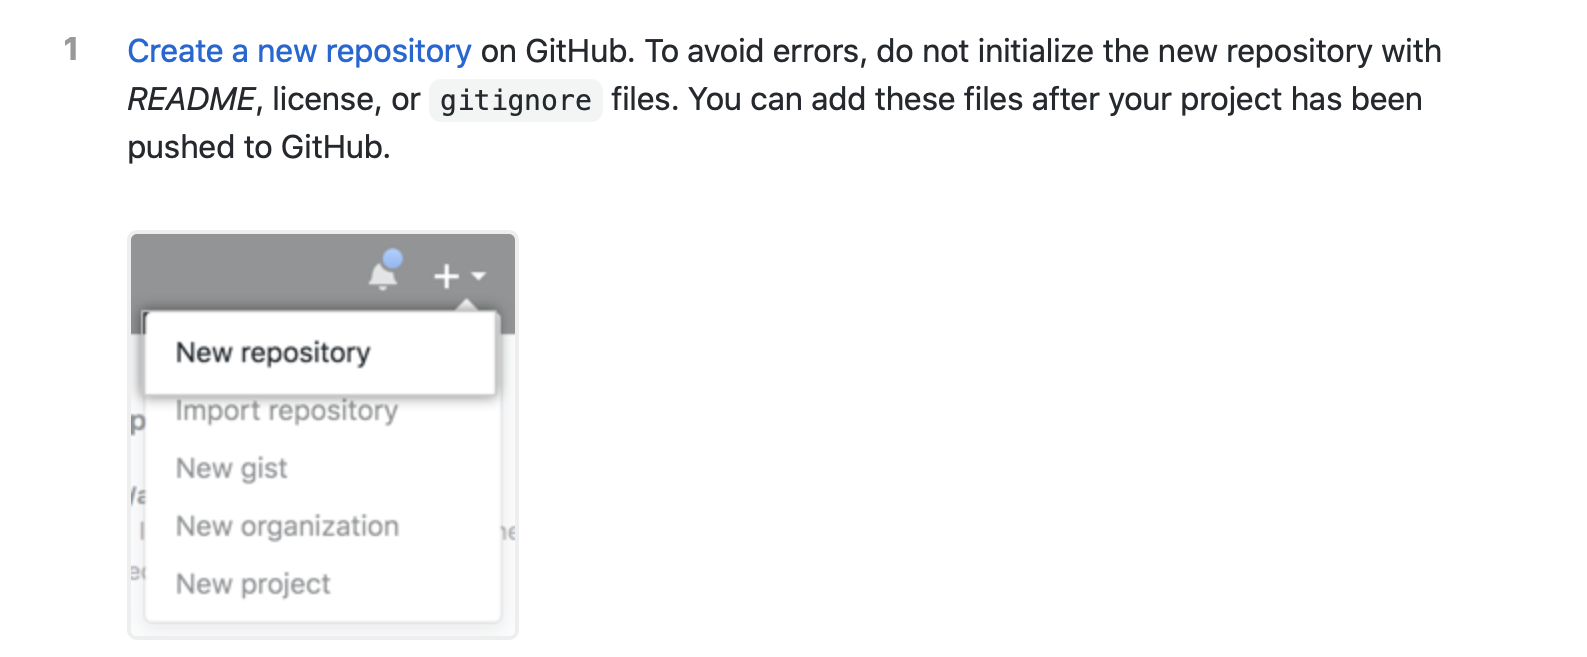 1 Create a new repository on GitHub. To avoid errors, do not initialize the new repository with
README, license, or gitignore files. You can add these files after your project has been
pushed to GitHub.
New repository
Import repository
New gist
New organization
New project